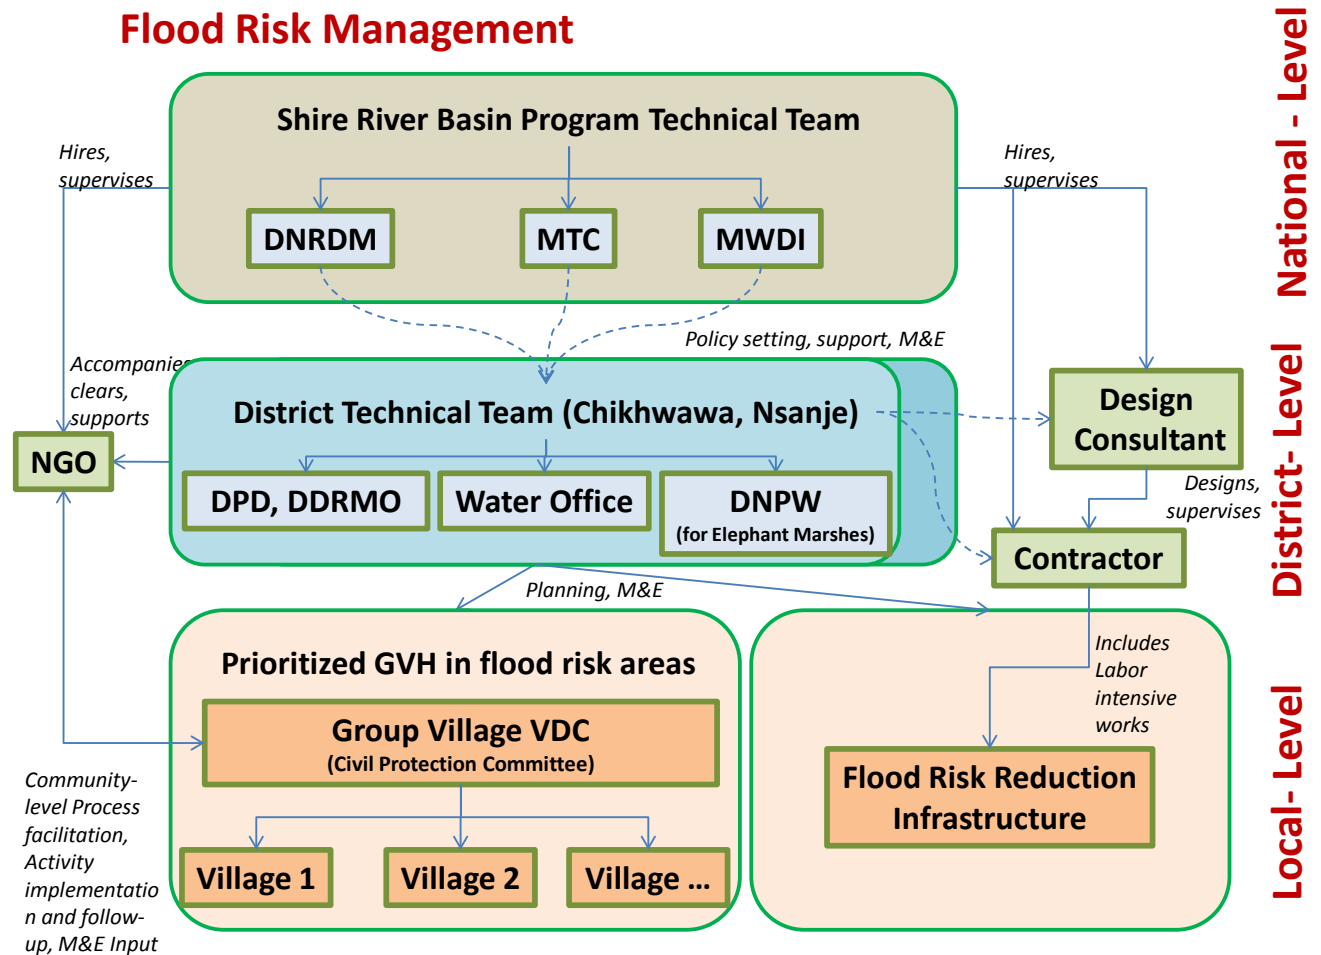 Flood Risk Management
National - Level
Shire River Basin Program Technical Team
Hires,
supervises
Hires,
supervises
DNRDM
MTC
MWDI
Policy setting, support, M&E
Accompanies
clears,
supports
District- Level
District Technical Team (Chikhwawa, Nsanje)
Design
Consultant
NGO
DPD, DDRMO
Water Office
DNPW
(for Elephant Marshes)
Designs,
supervises
Contractor
Planning, M&E
Local- Level
Prioritized GVH in flood risk areas
Includes
Labor
intensive
works
Group Village VDC
(Civil Protection Committee)
Flood Risk Reduction
Infrastructure
Community-
level Process
facilitation,
Activity
implementatio
n and follow-
up, M&E Input
Village 1
Village 2
Village ...